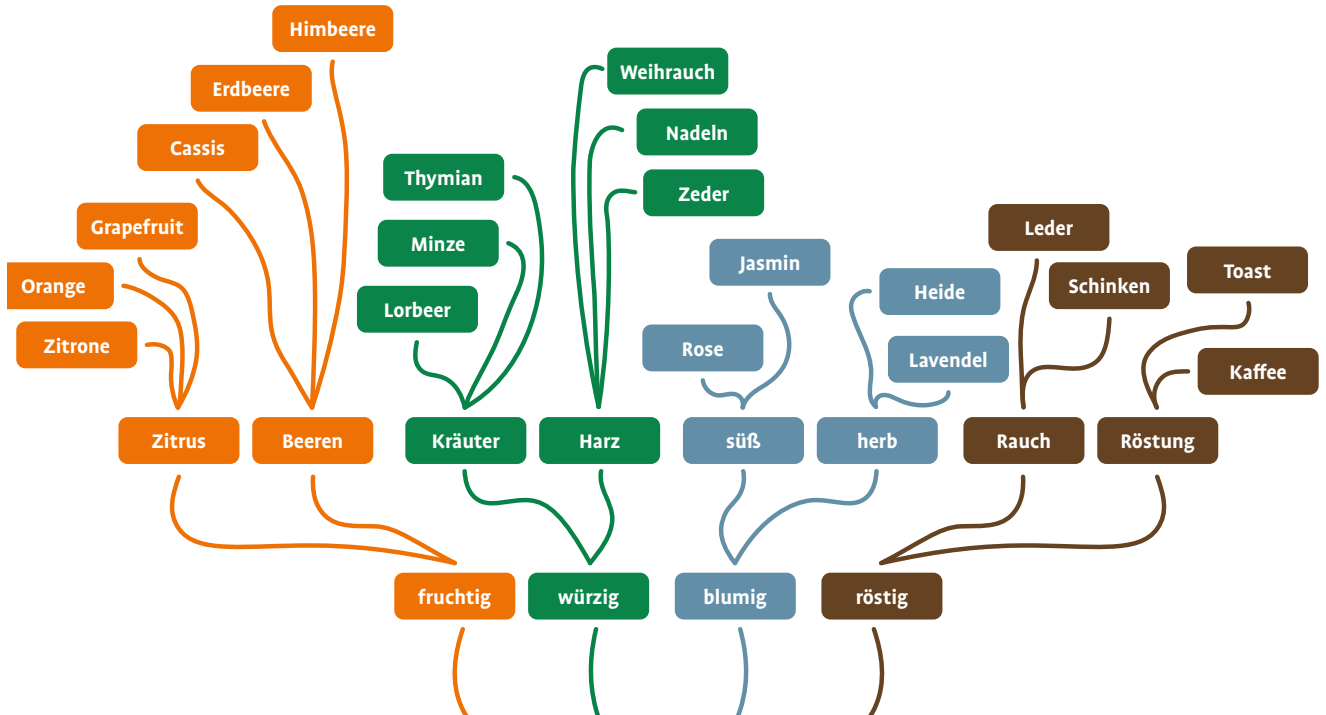 Himbeere
Erdbeere
Cassis
Grapefruit
Orange
Zitrone
Thymian
Minze
Lorbeer
Weihrauch
Nadeln
Zeder
Jasmin
Rose
Heide
Lavendel
Leder
Schinken
Toast
Kaffee
Zitrus
Beeren
Kräuter
Harz
süß
herb
Rauch
Röstung
fruchtig
würzig
blumig
röstig